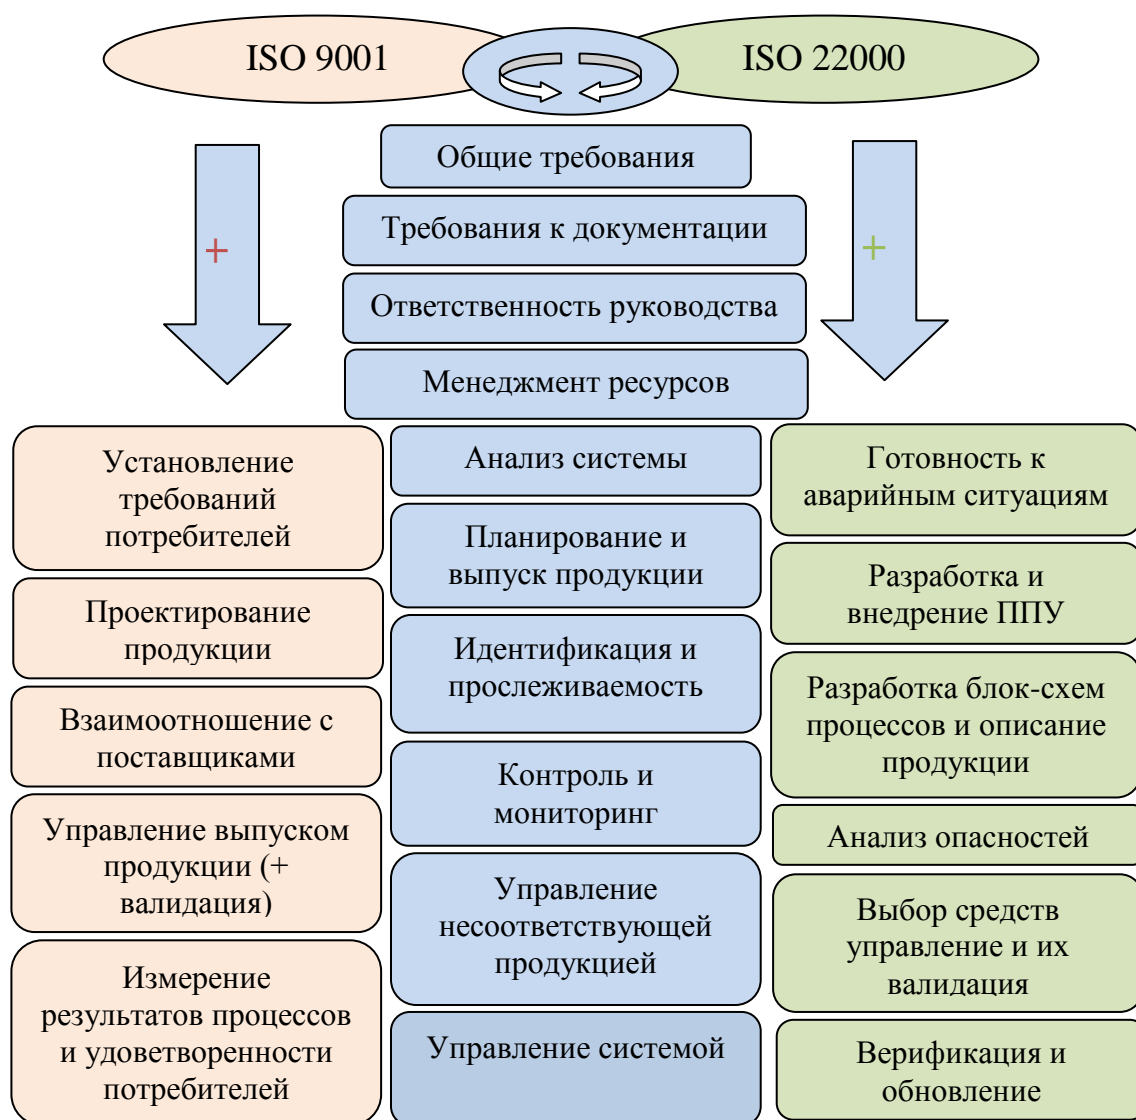 ISO 9001
ISO 22000
Общие требования
Требования к документации
Ответственность руководства
Менеджмент ресурсов
+
+
Установление
требований
потребителей
Проектирование
продукции
Взаимоотношение с
поставщиками
Управление выпуском
продукции (+
валидация)
Измерение
результатов процессов
и удоветворенности
потребителей
Анализ системы
Планирование и
выпуск продукции
Идентификация и
прослеживаемость
Контроль и
мониторинг
Управление
несоответствующей
продукцией
Управление системой
Готовность к
аварийным ситуациям
Разработка и
внедрение ППУ
Разработка блок-схем
процессов и описание
продукции
Анализ опасностей
Выбор средств
управление и их
валидация
Верификация и
обновление